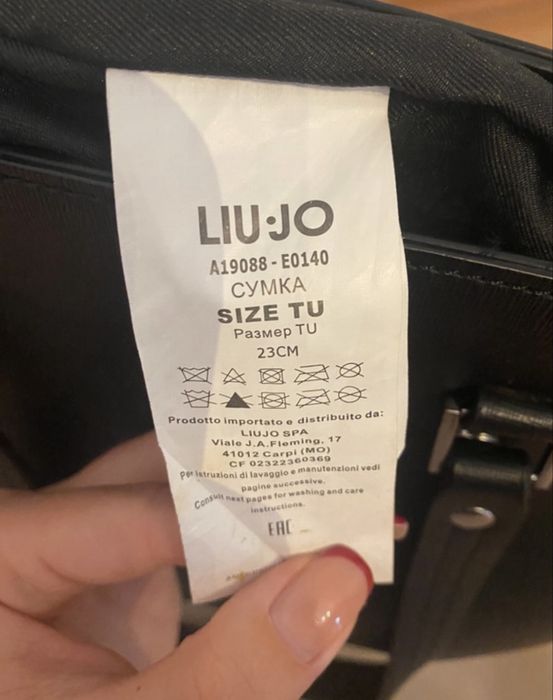 LIU·JO
A19088 - E0140
СУМКА
SIZE TU
Размер TU
23CM
Prodotto importato e distribuito da:
LIUJO SPA
Viale J.A.Fleming, 17
41012 Carpi (MO)
CF 02322360369
Per istruzioni di lavaggio e manutenzioni vedi
pagine successive.
Consult next pages for washing and care
instructions.
EAC